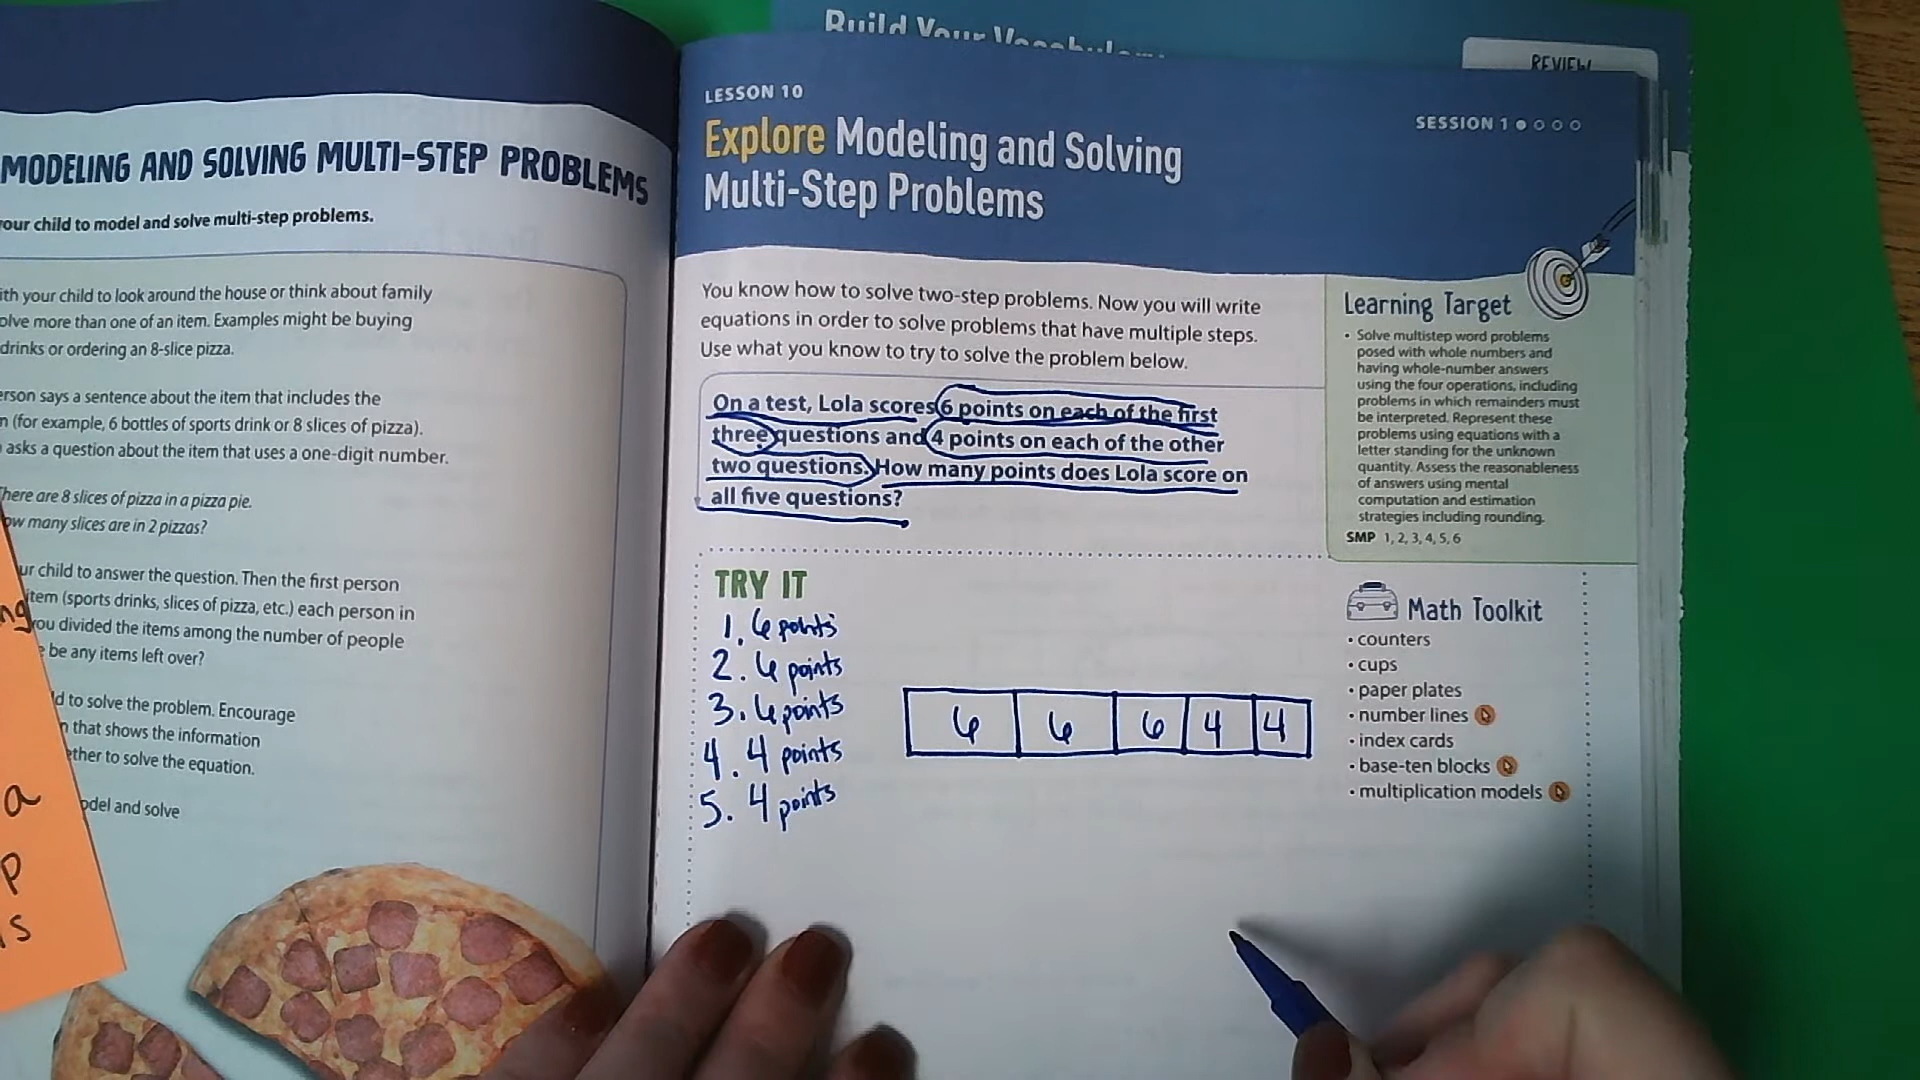 Build Your Vocabulary
REVIEW
MODELING AND SOLVING MULTI-STEP PROBLEMS
your child to model and solve multi-step problems.
ith your child to look around the house or think about family
olve more than one of an item. Examples might be buying
drinks or ordering an 8-slice pizza.
erson says a sentence about the item that includes the
n (for example, 6 bottles of sports drink or 8 slices of pizza).
asks a question about the item that uses a one-digit number.
There are 8 slices of pizza in a pizza pie.
ow many slices are in 2 pizzas?
ur child to answer the question. Then the first person
item (sports drinks, slices of pizza, etc.) each person in
you divided the items among the number of people
e be any items left over?
ld to solve the problem. Encourage
n that shows the information
ether to solve the equation.
odel and solve
ng
a
p
is
LESSON 10
SESSION 1
Explore Modeling and Solving
Multi-Step Problems
You know how to solve two-step problems. Now you will write
equations in order to solve problems that have multiple steps.
Use what you know to try to solve the problem below.
On a test, Lola scores 6 points on each of the first
three questions and 4 points on each of the other
two questions. How many points does Lola score on
all five questions?
Learning Target
• Solve multistep word problems
posed with whole numbers and
having whole-number answers
using the four operations, including
problems in which remainders must
be interpreted. Represent these
problems using equations with a
letter standing for the unknown
quantity. Assess the reasonableness
of answers using mental
computation and estimation
strategies including rounding.
SMP 1, 2, 3, 4, 5, 6
TRY IT
1. 6 points
2. 6 points
3. 6 points
4. 4 points
5. 4 points
6 6 6 4 4
Math Toolkit
• counters
• cups
• paper plates
• number lines
• index cards
• base-ten blocks
• multiplication models